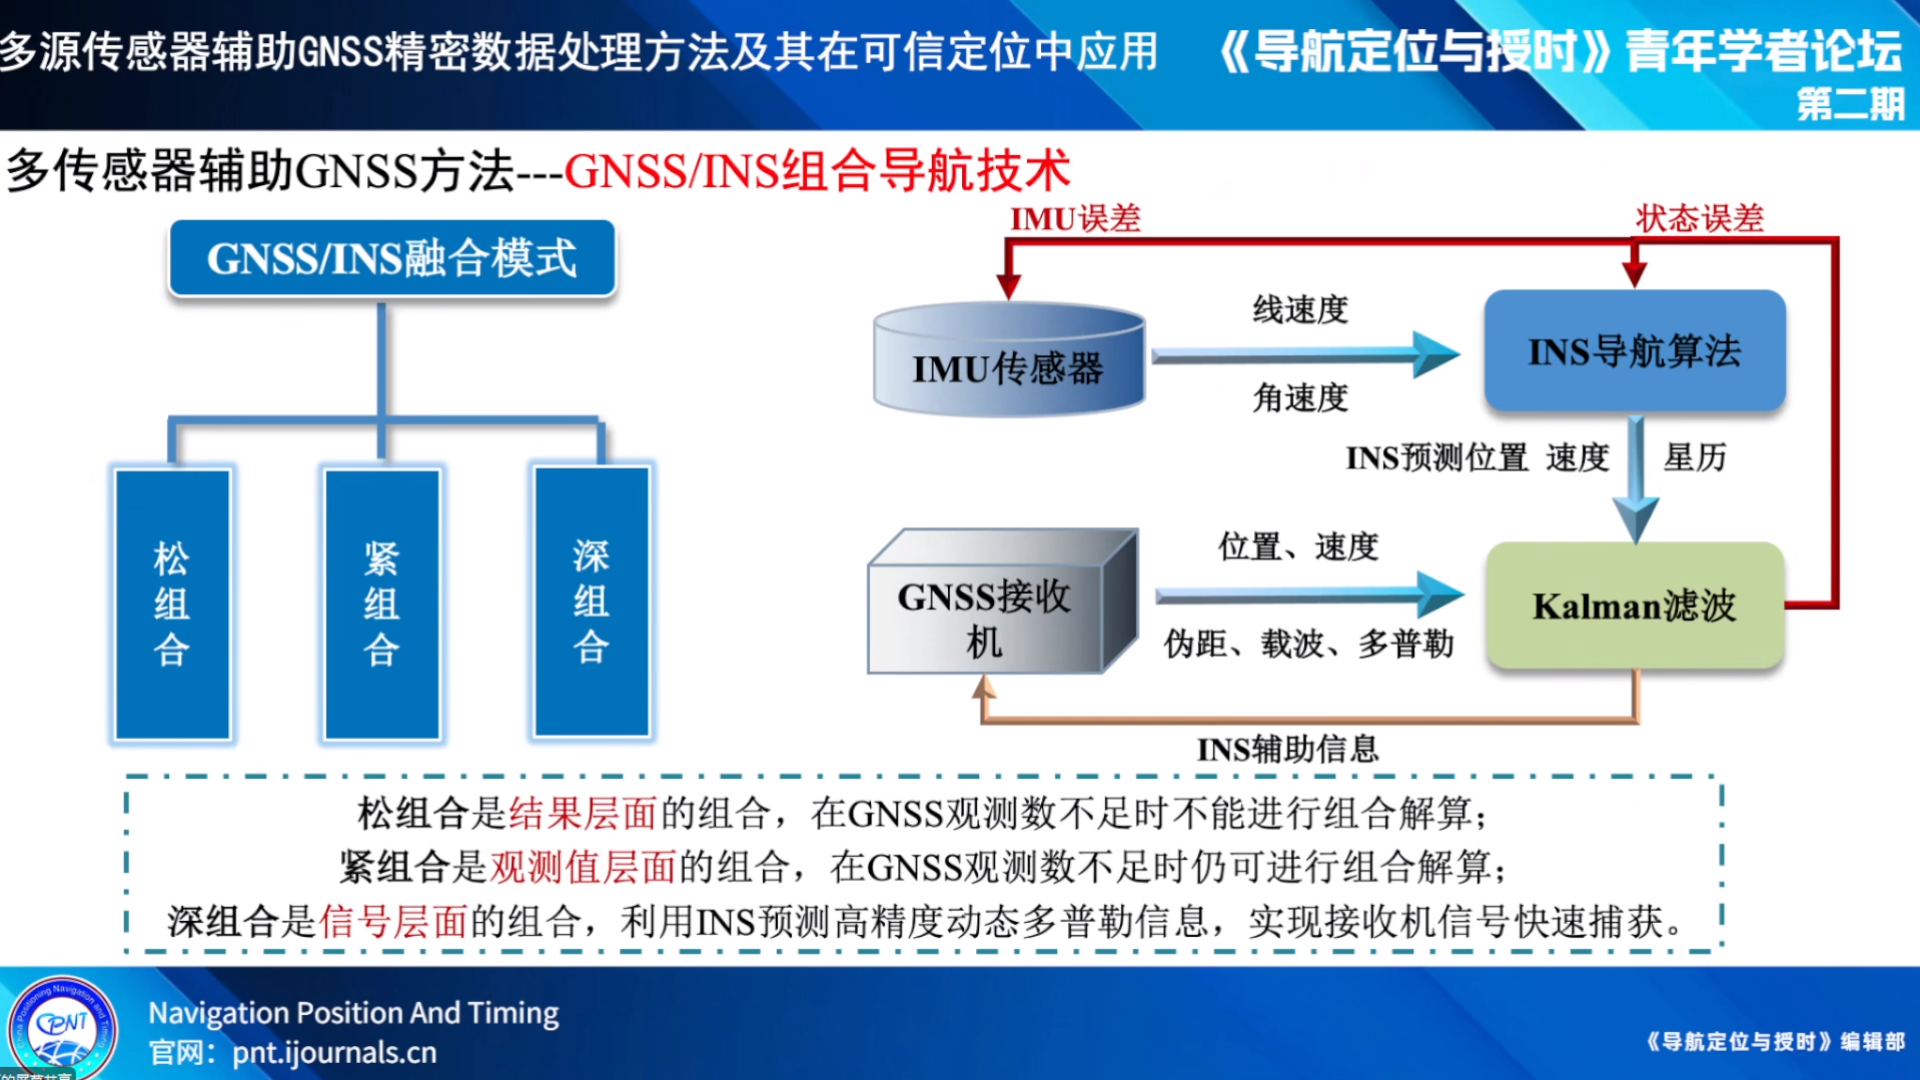 多源传感器辅助GNSS精密数据处理方法及其在可信定位中应用
《导航定位与授时》青年学者论坛
第二期
多传感器辅助GNSS方法---GNSS/INS组合导航技术
GNSS/INS融合模式
松组合
紧组合
深组合
IMU误差
状态误差
IMU传感器
线速度
角速度
INS导航算法
INS预测位置 速度
星历
GNSS接收
机
位置、速度
伪距、载波、多普勒
Kalman滤波
INS辅助信息
松组合是结果层面的组合，在GNSS观测数不足时不能进行组合解算；
紧组合是观测值层面的组合，在GNSS观测数不足时仍可进行组合解算；
深组合是信号层面的组合，利用INS预测高精度动态多普勒信息，实现接收机信号快速捕获。
China Positioning Navigation and Timing
PNT
Navigation Position And Timing
官网：pnt.ijournals.cn
《导航定位与授时》编辑部
的屏幕共享